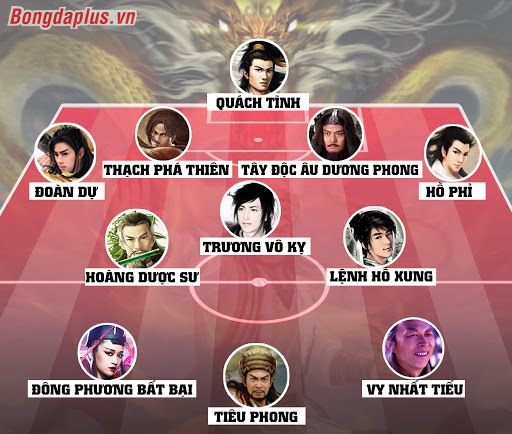 Bongdaplus.vn
QUÁCH TĨNH
ĐOÀN DỰ
THẠCH PHÁ THIÊN
TÂY ĐỘC ÂU DƯƠNG PHONG
HỒ PHỈ
HOÀNG DƯỢC SƯ
TRƯƠNG VÔ KỴ
LỆNH HỒ XUNG
ĐÔNG PHƯƠNG BẤT BẠI
TIÊU PHONG
VY NHẤT TIẾU